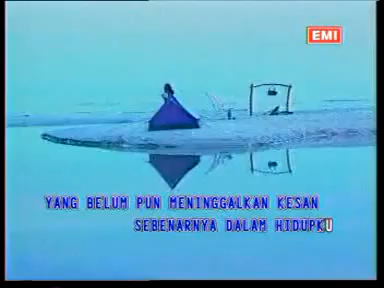 EMI
YANG BELUM PUN MENINGGALKAN KESAN
SEBENARNYA DALAM HIDUPKU